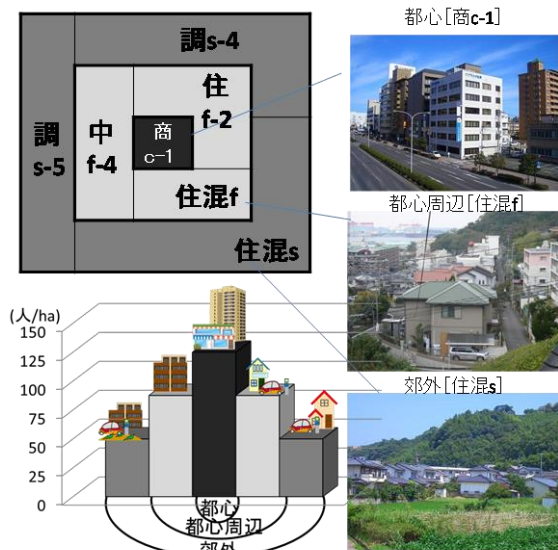 調s-4
住
f-2
調
s-5
中
f-4
商
c-1
住混f
住混s
都心[商c-1]
都心周辺[住混f]
郊外[住混s]
(人/ha)
150
125
100
75
50
25
0
都心
都心周辺
郊外